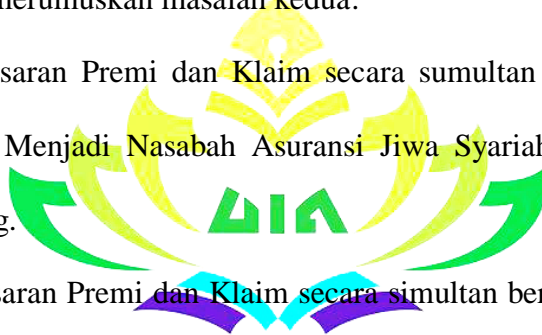 merumuskan masalah kedua:
saran Premi dan Klaim secara sumultan
Menjadi Nasabah Asuransi Jiwa Syariah
g.
UIN
saran Premi dan Klaim secara simultan ber